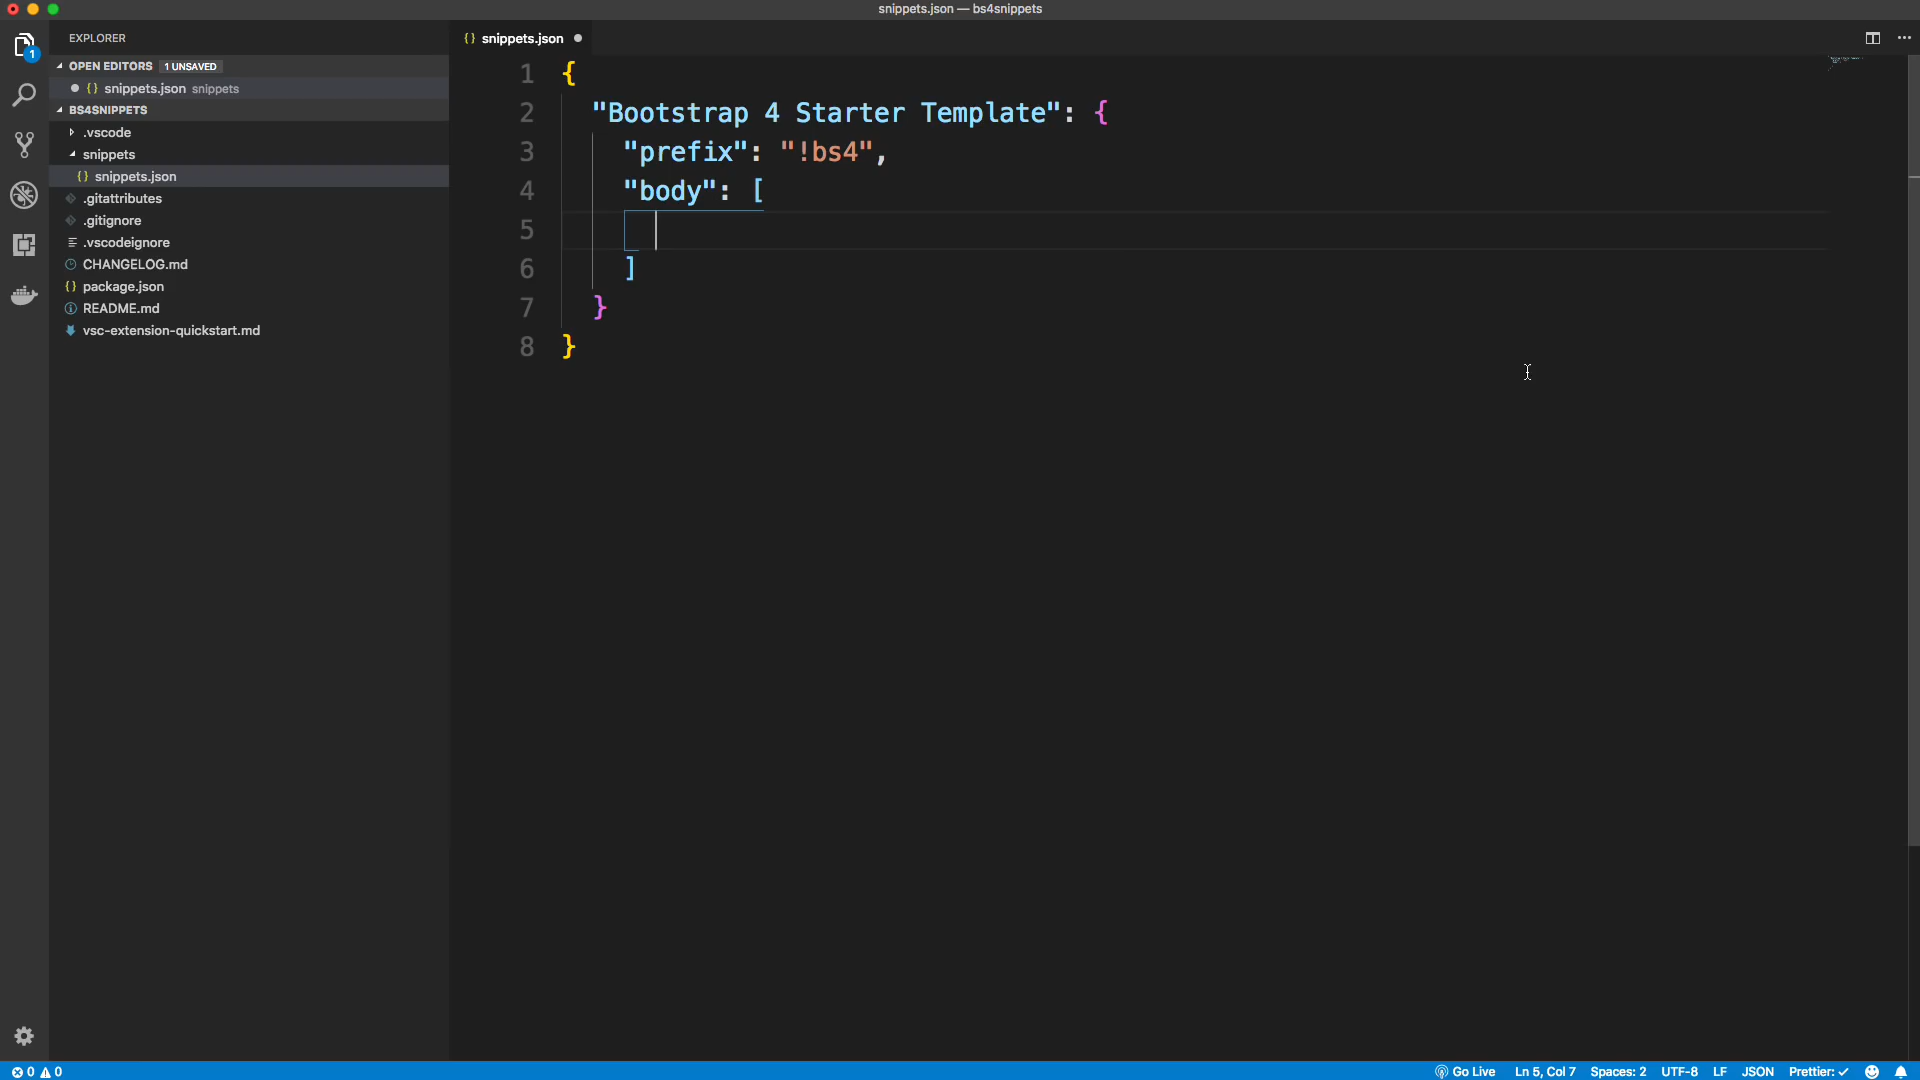 snippets.json — bs4snippets
EXPLORER
OPEN EDITORS 1 UNSAVED
{} snippets.json snippets
BS4SNIPPETS
.vscode
snippets
{} snippets.json
.gitattributes
.gitignore
.vscodeignore
CHANGELOG.md
{} package.json
README.md
vsc-extension-quickstart.md
1
{} snippets.json
1 {
2 "Bootstrap 4 Starter Template": {
3 "prefix": "!bs4",
4 "body": [
5
6 ]
7 }
8 }
0 0 Go Live Ln 5, Col 7 Spaces: 2 UTF-8 LF JSON Prettier: ✓